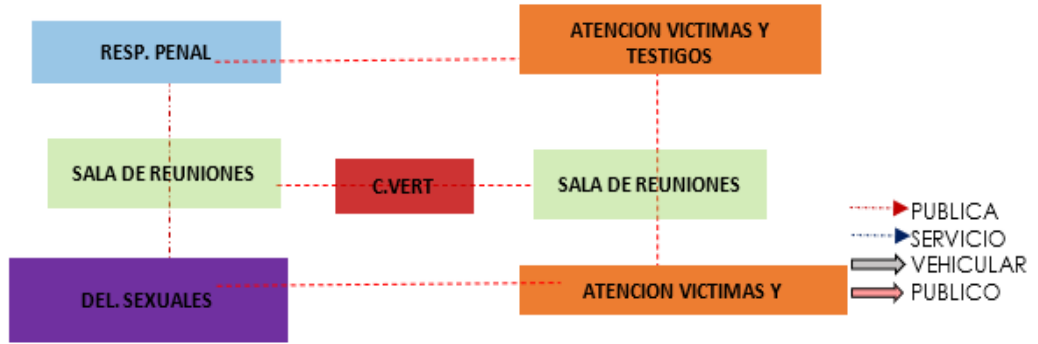 RESP. PENAL
ATENCION VICTIMAS Y
TESTIGOS
SALA DE REUNIONES
C.VERT
SALA DE REUNIONES
PUBLICA
SERVICIO
VEHICULAR
PUBLICO
DEL. SEXUALES
ATENCION VICTIMAS Y